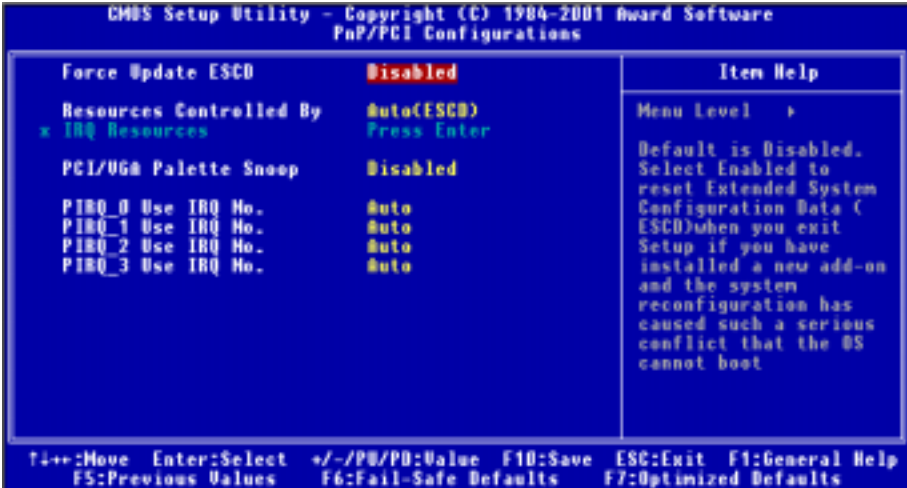 CMOS Setup Utility - Copyright (C) 1984-2001 Award Software
PnP/PCI Configurations
Force Update ESCD Disabled
Resources Controlled By Auto(ESCD)
x IRQ Resources Press Enter
PCI/VGA Palette Snoop Disabled
PIRQ_0 Use IRQ No. Auto
PIRQ_1 Use IRQ No. Auto
PIRQ_2 Use IRQ No. Auto
PIRQ_3 Use IRQ No. Auto
Item Help
Menu Level ▸
Default is Disabled.
Select Enabled to
reset Extended System
Configuration Data (
ESCD)when you exit
Setup if you have
installed a new add-on
and the system
reconfiguration has
caused such a serious
conflict that the OS
cannot boot
↑↓→←:Move Enter:Select +/-/PU/PD:Value F10:Save ESC:Exit F1:General Help
F5:Previous Values F6:Fail-Safe Defaults F7:Optimized Defaults